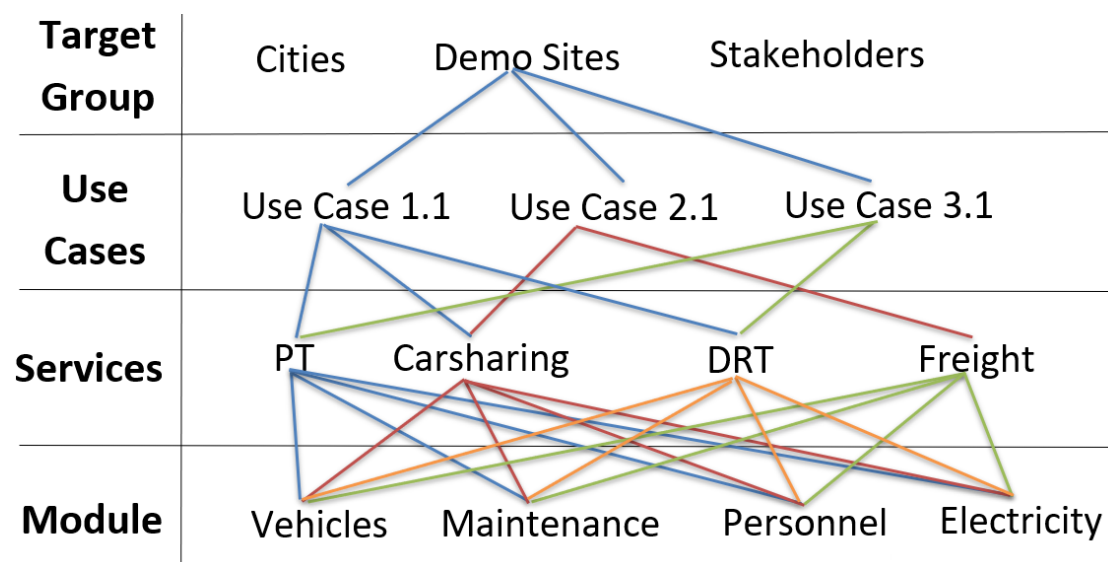 Target
Group
Cities Demo Sites Stakeholders
Use
Cases
Use Case 1.1 Use Case 2.1 Use Case 3.1
Services
PT Carsharing DRT Freight
Module
Vehicles Maintenance Personnel Electricity